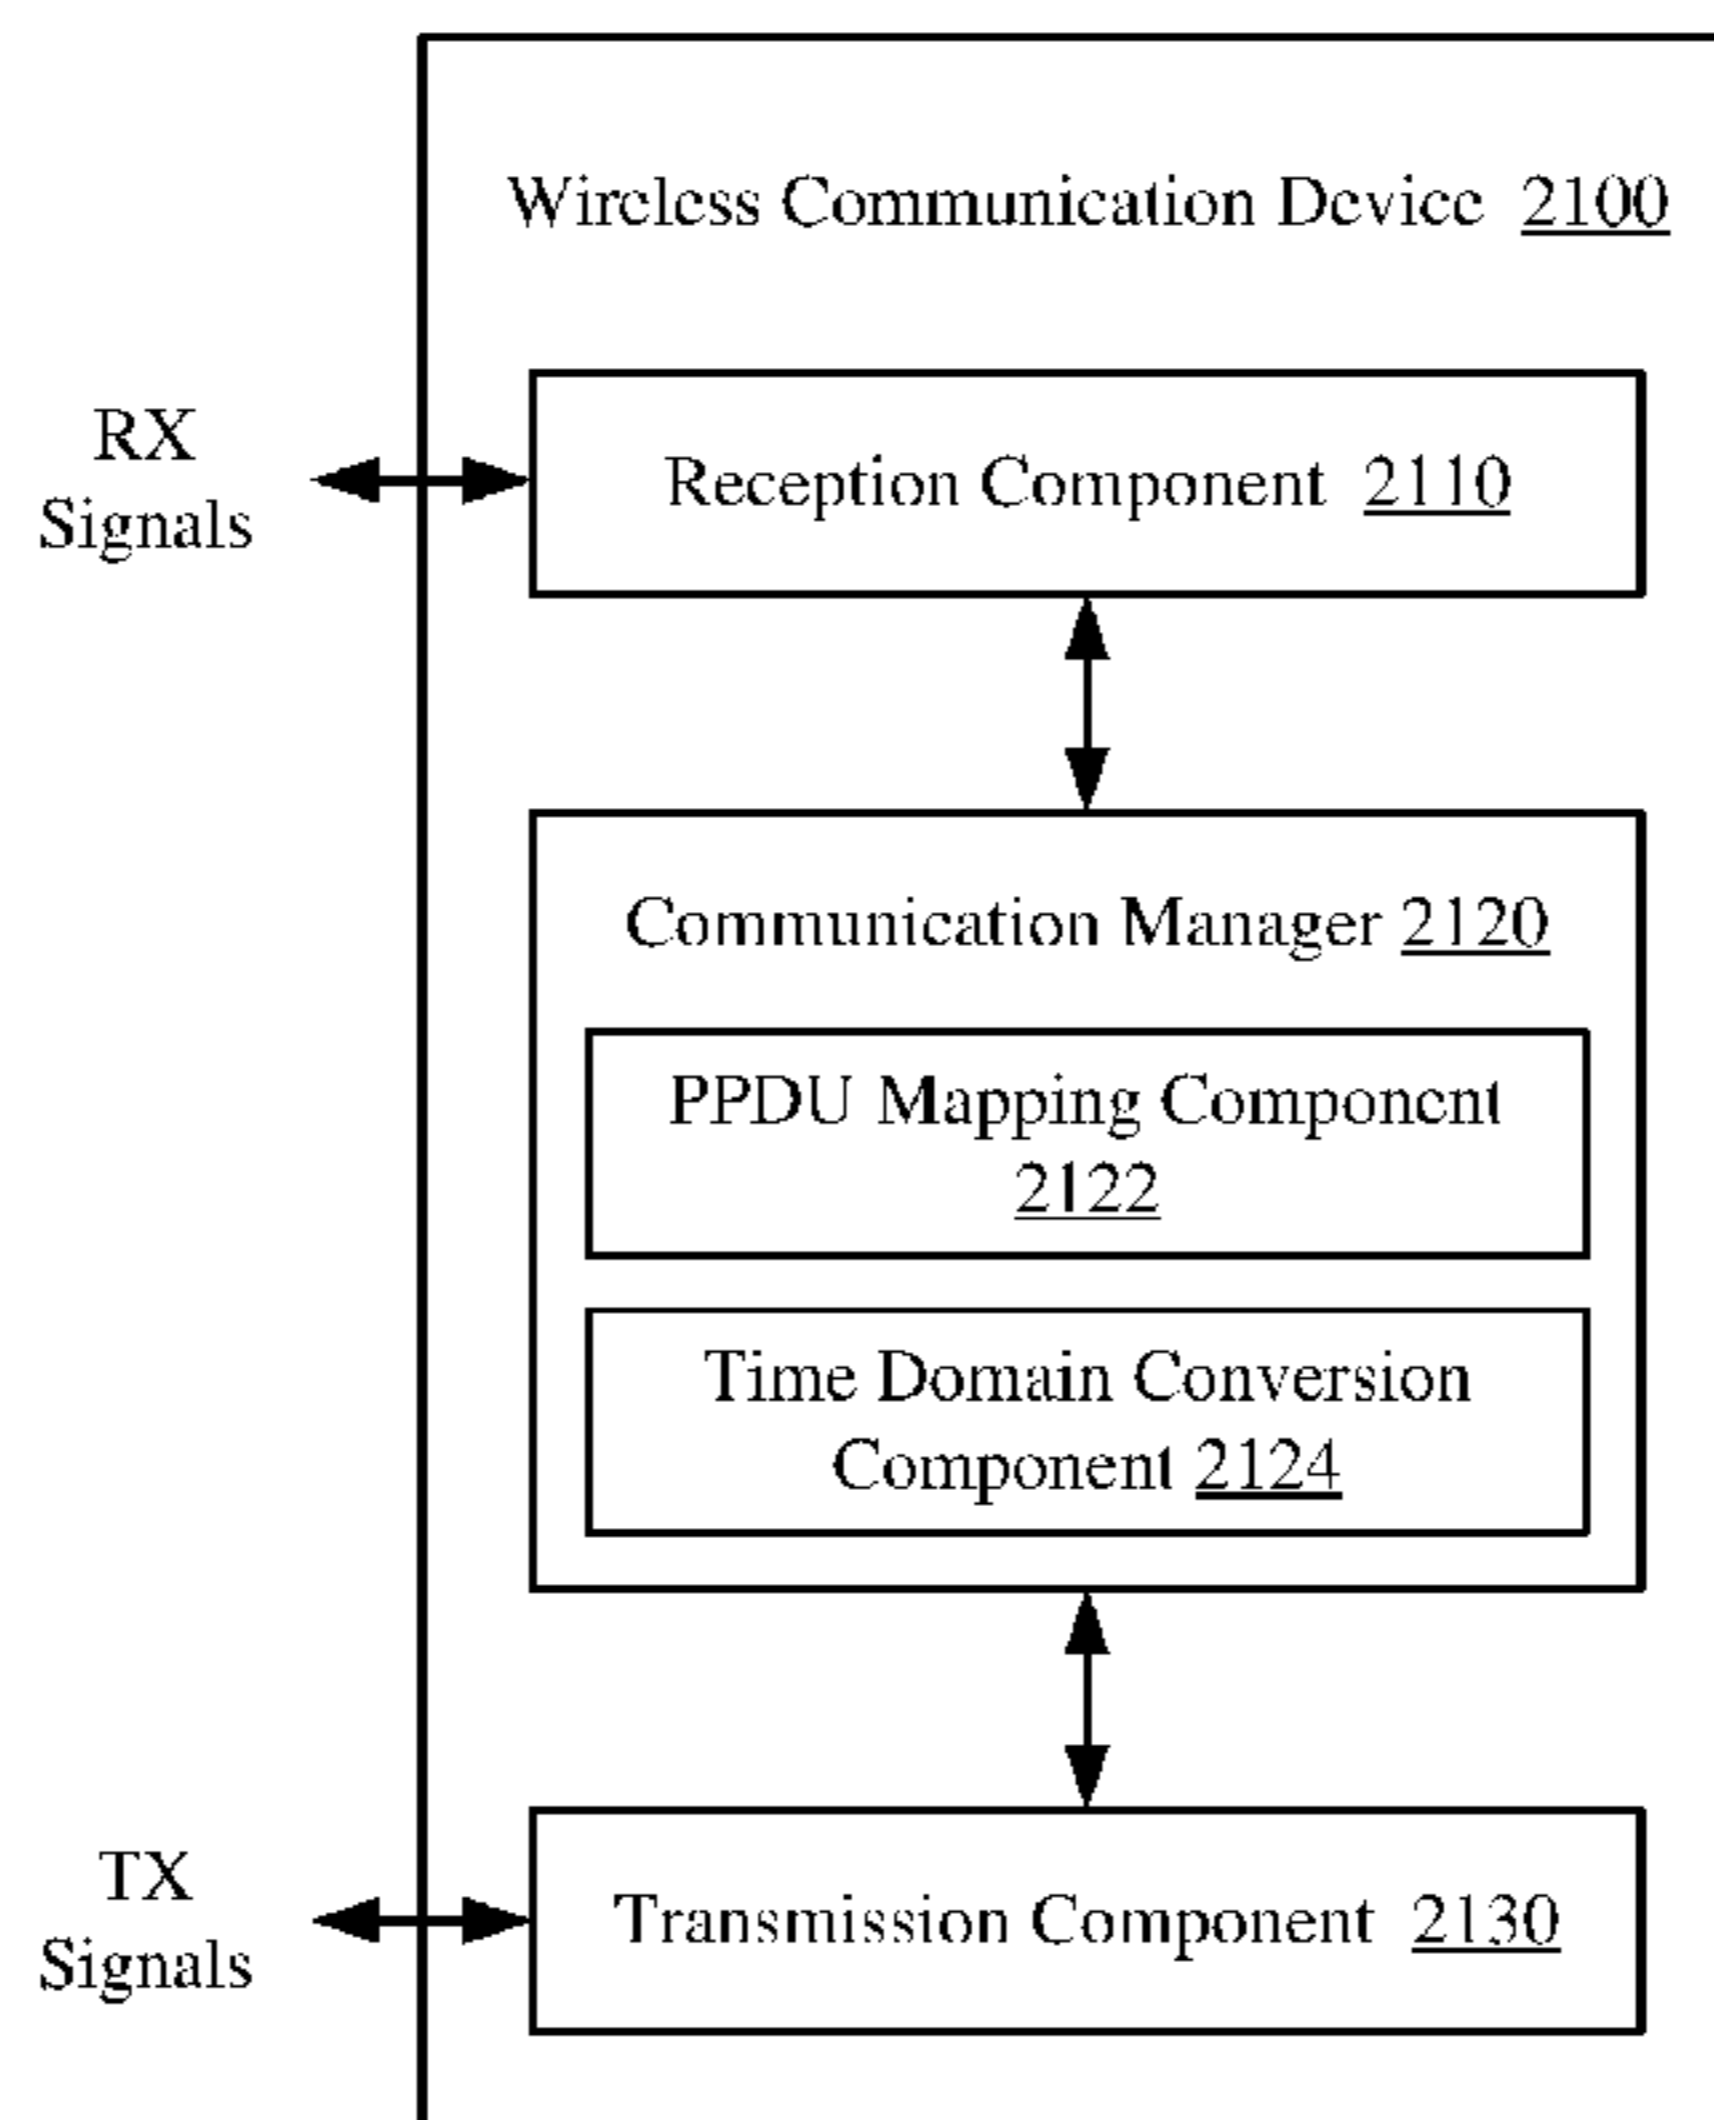 Wireless Communication Device 2100
RX
Signals
Reception Component 2110
Communication Manager 2120
PPDU Mapping Component
2122
Time Domain Conversion
Component 2124
TX
Signals
Transmission Component 2130